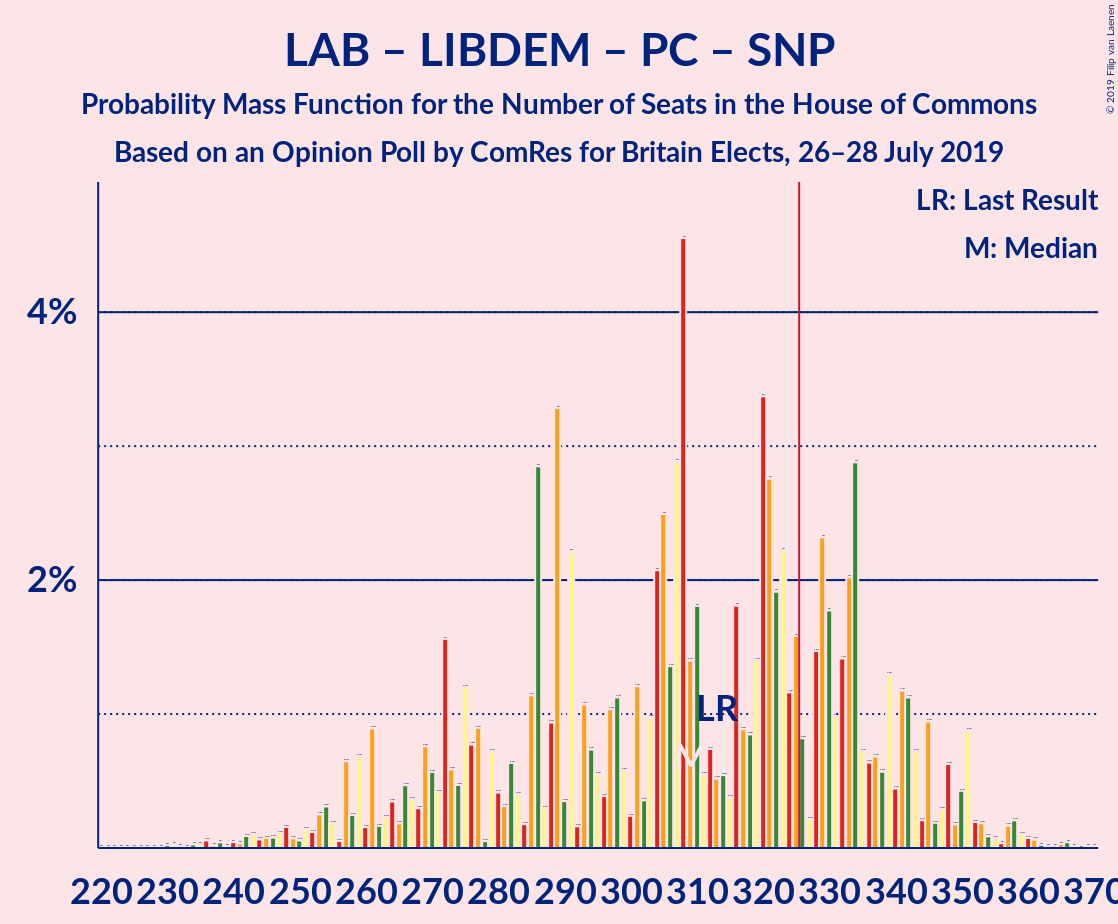 LAB – LIBDEM – PC – SNP
Probability Mass Function for the Number of Seats in the House of Commons
Based on an Opinion Poll by ComRes for Britain Elects, 26–28 July 2019
© 2019 Filip van Laenen
LR: Last Result
M: Median
4%
2%
LR
M
220 230 240 250 260 270 280 290 300 310 320 330 340 350 360 370